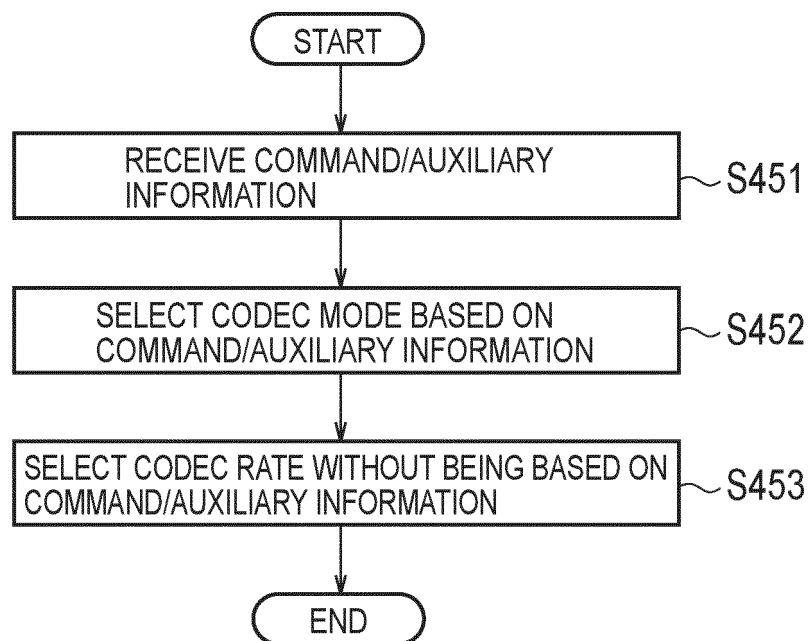 START
RECEIVE COMMAND/AUXILIARY
INFORMATION
S451
SELECT CODEC MODE BASED ON
COMMAND/AUXILIARY INFORMATION
S452
SELECT CODEC RATE WITHOUT BEING BASED ON
COMMAND/AUXILIARY INFORMATION
S453
END